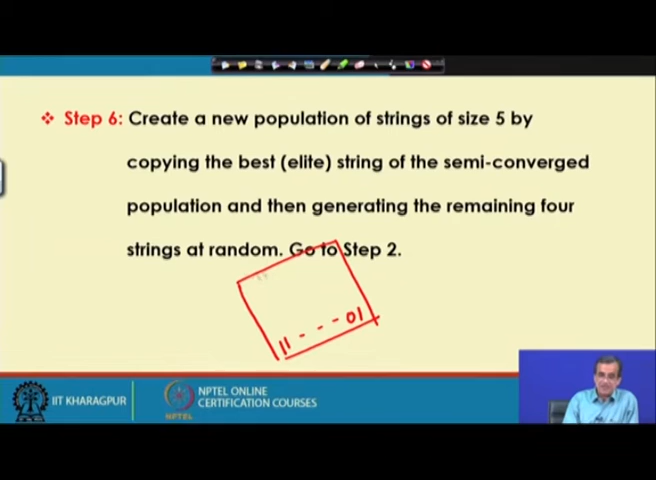 ❖ Step 6: Create a new population of strings of size 5 by
copying the best (elite) string of the semi-converged
population and then generating the remaining four
strings at random. Go to Step 2.
11 - - - 01
IIT KHARAGPUR
NPTEL
NPTEL ONLINE
CERTIFICATION COURSES